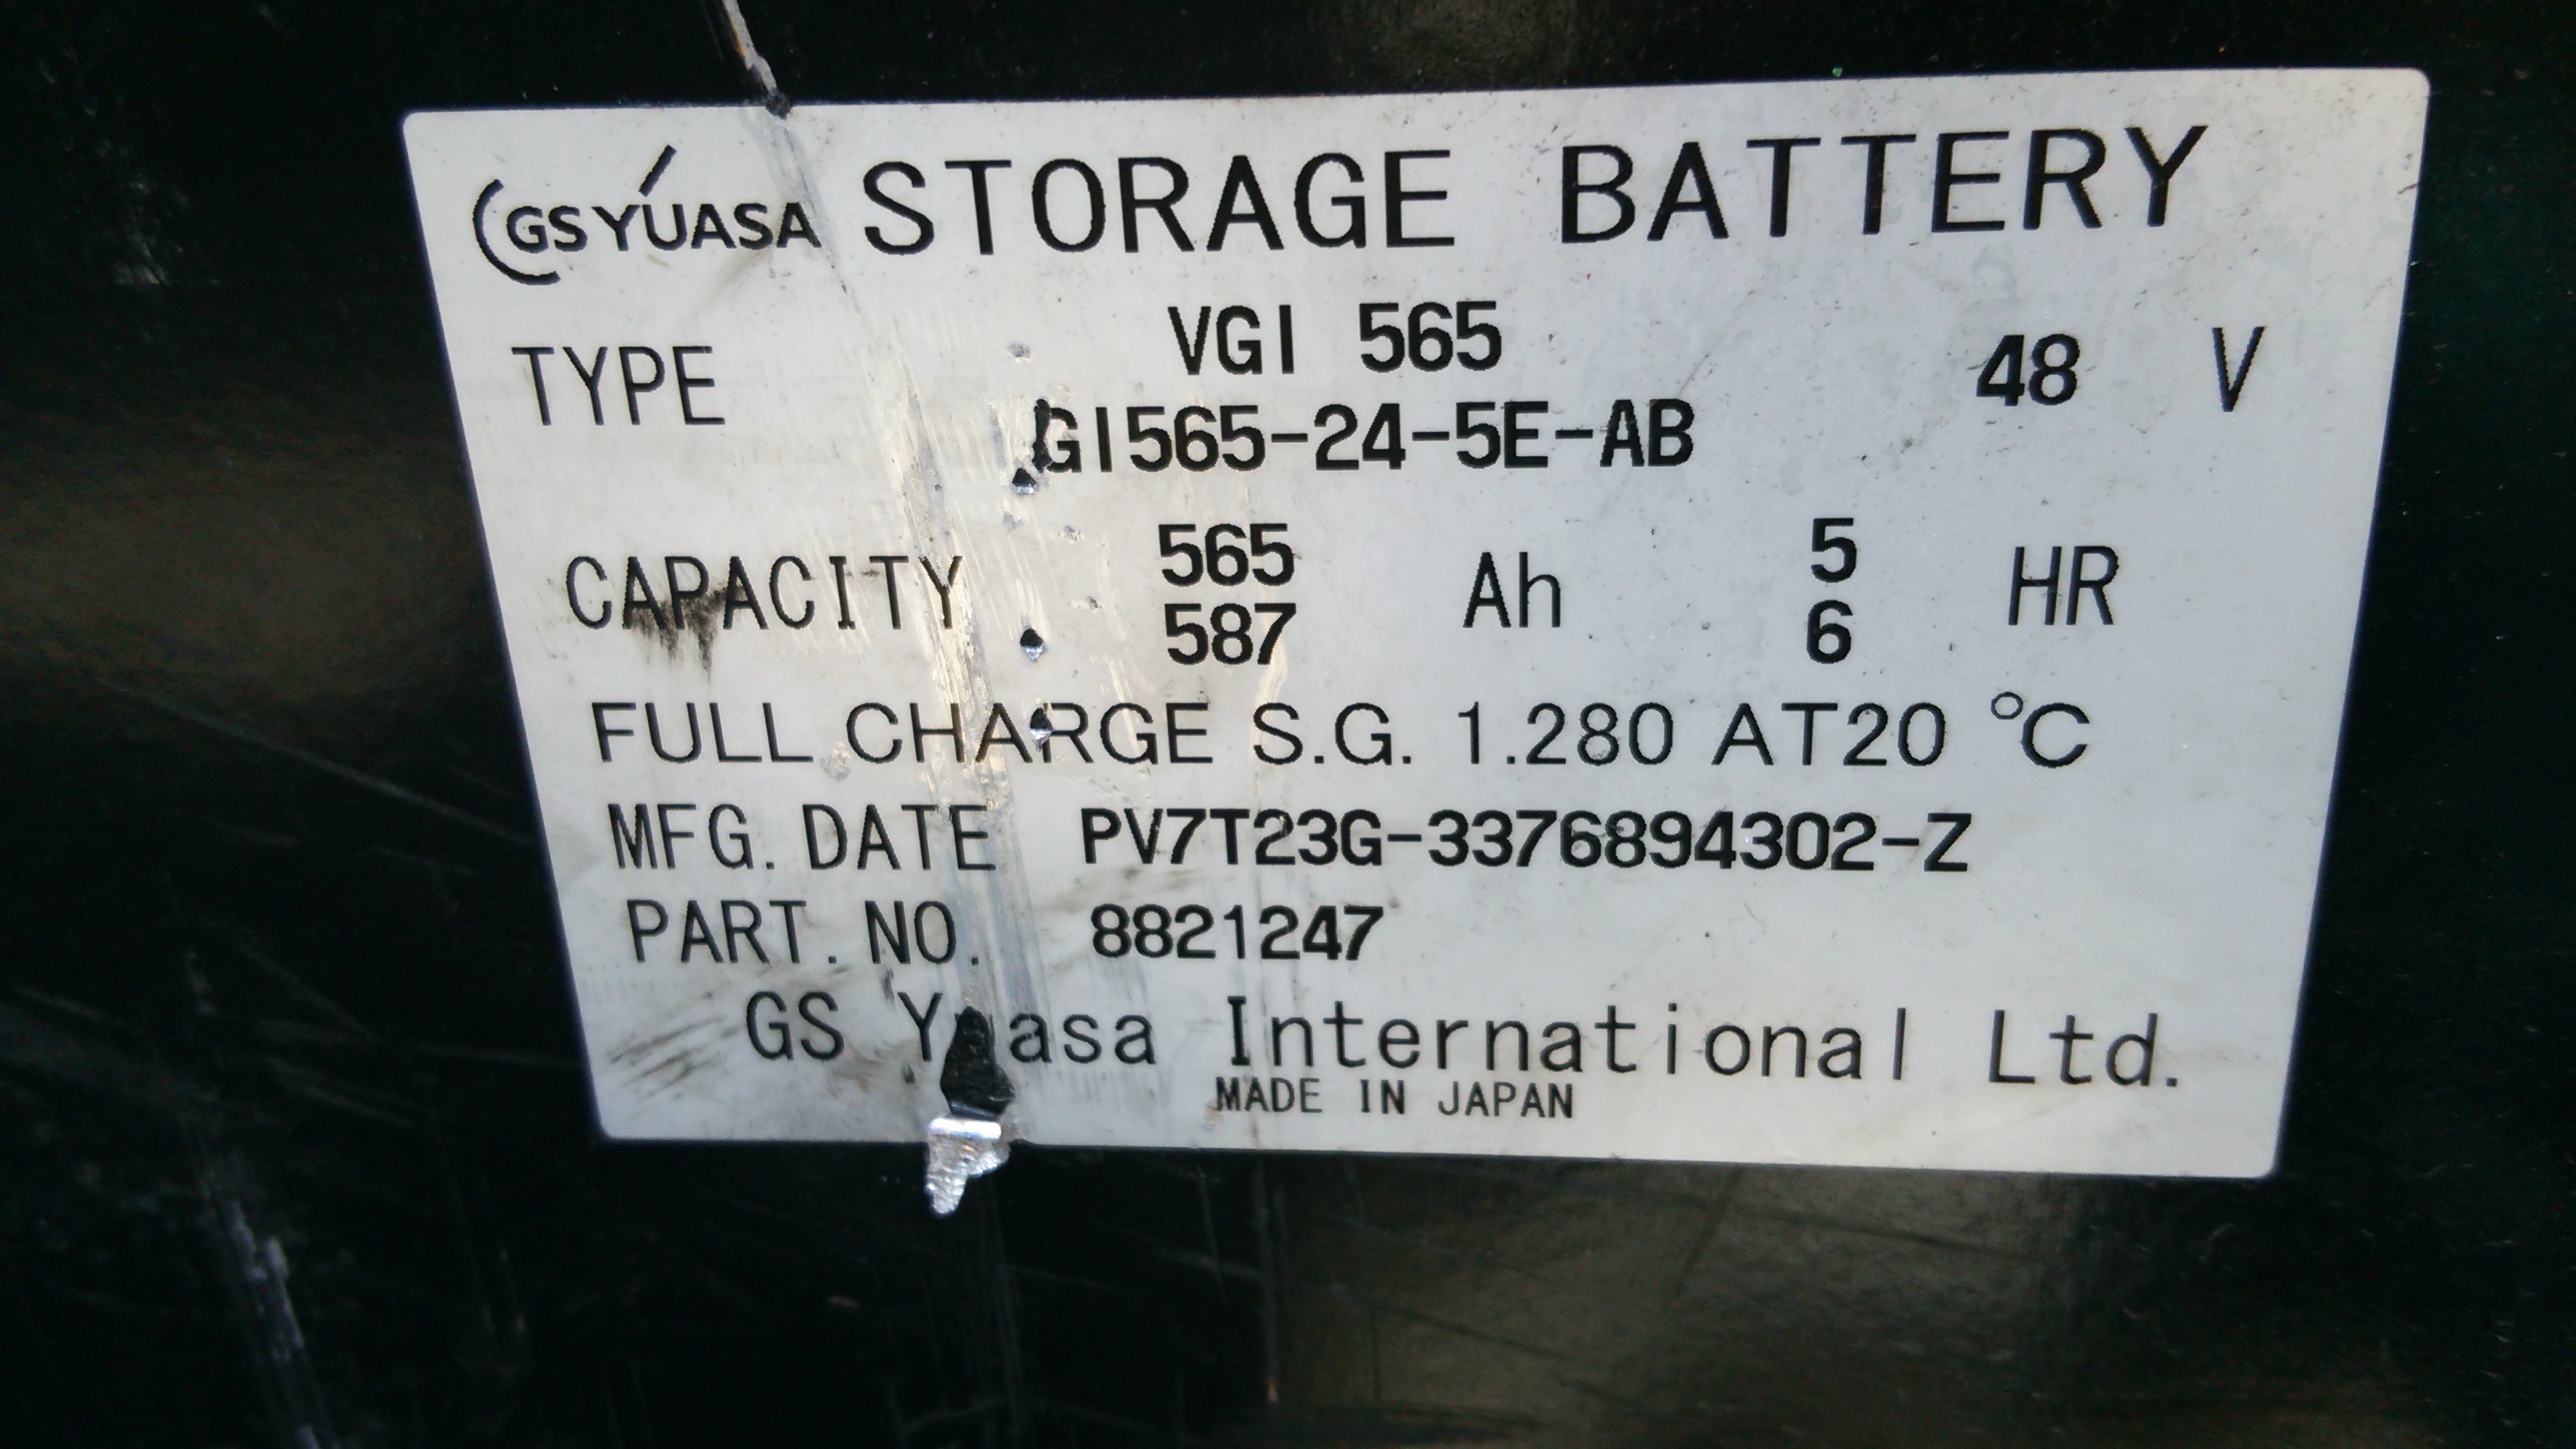 GS YUASA STORAGE BATTERY
TYPE VGI 565 48 V
GI565-24-5E-AB
CAPACITY 565 Ah 5 HR
587 6
FULL CHARGE S.G. 1.280 AT20 ℃
MFG. DATE PV7T23G-3376894302-Z
PART. NO. 8821247
GS Yuasa International Ltd.
MADE IN JAPAN